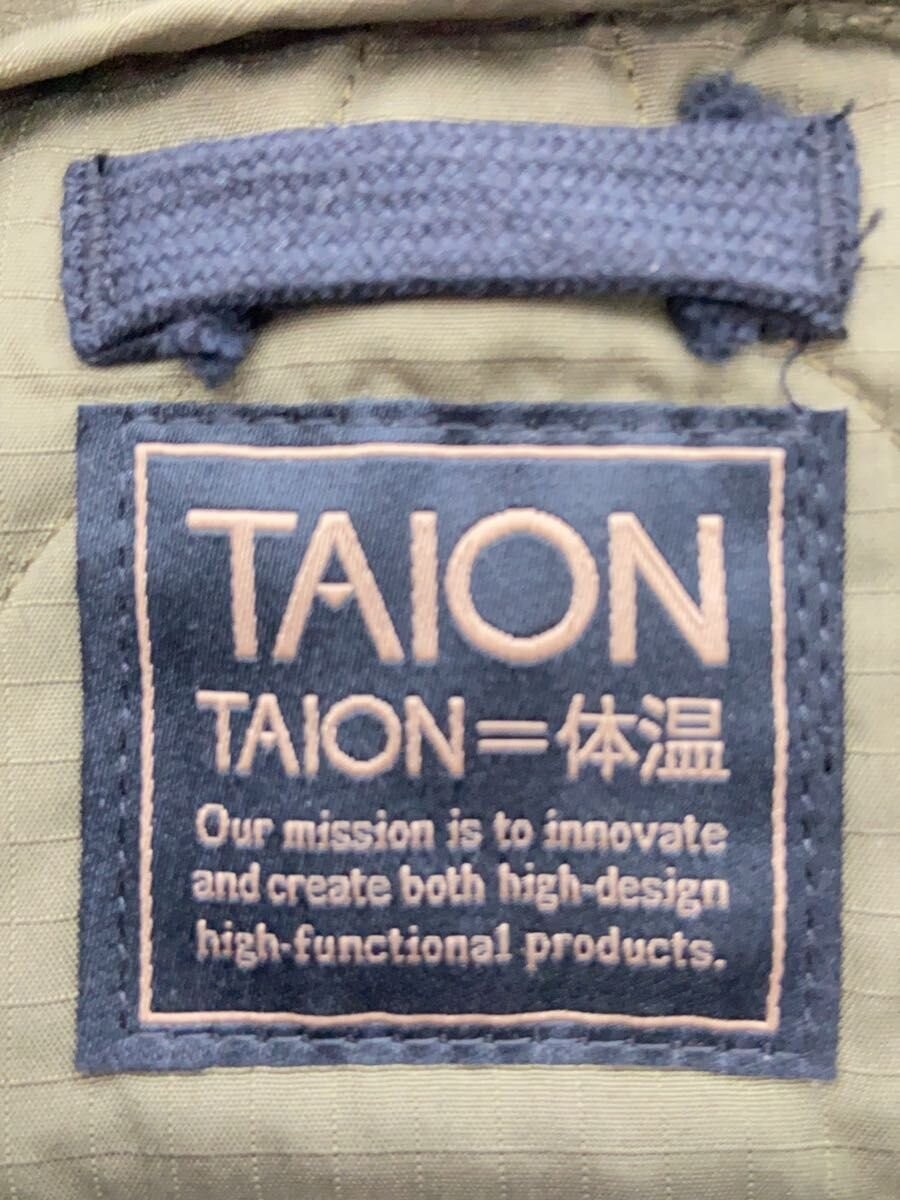 TAION
TAION=体温
Our mission is to innovate
and create both high-design
high-functional products.